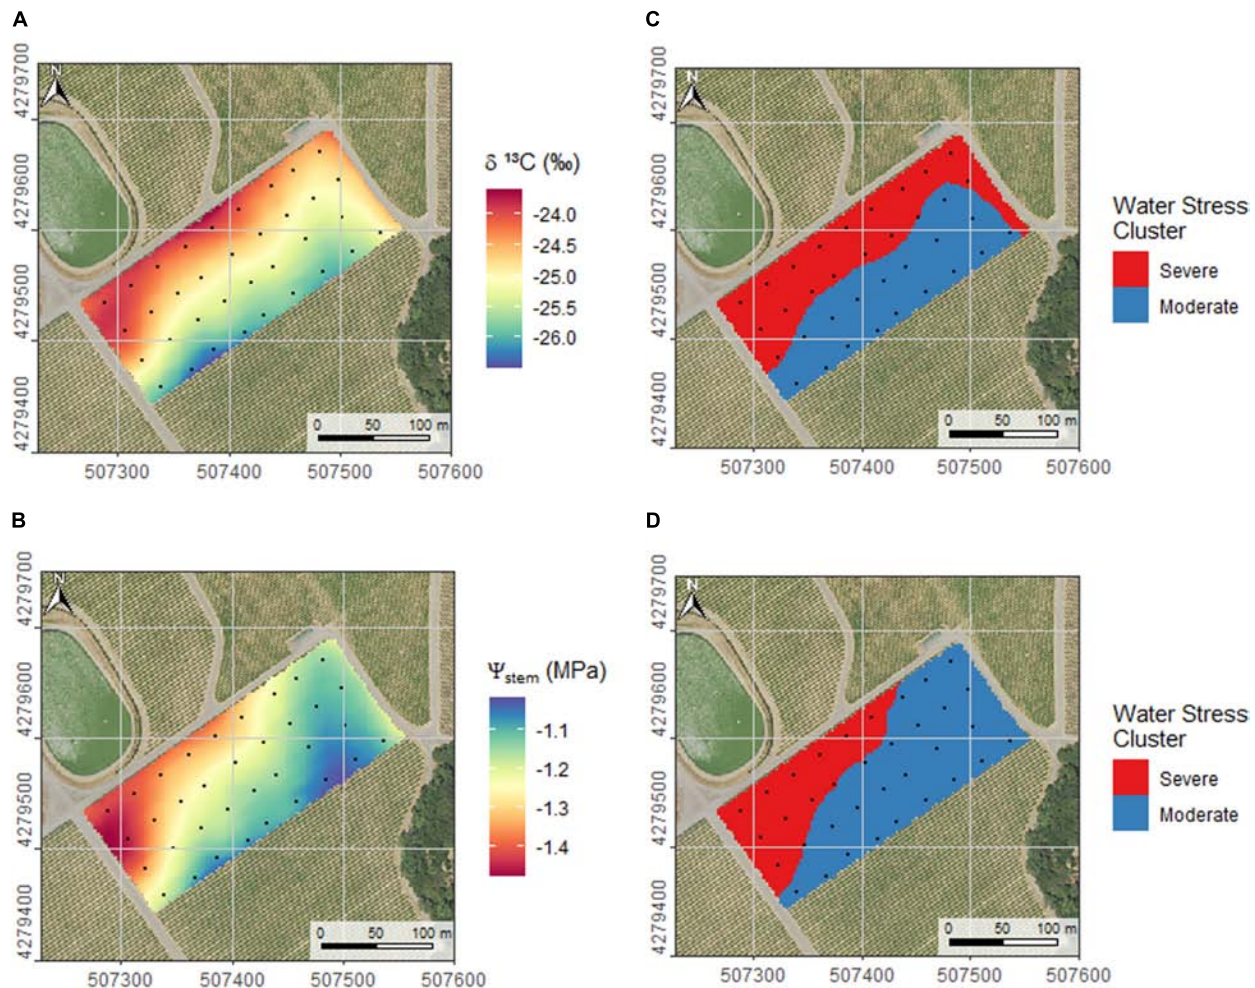 A
N
4279700
4279600
4279500
4279400
507300 507400 507500 507600
0 50 100 m
δ ¹³C (‰)
-24.0
-24.5
-25.0
-25.5
-26.0
C
N
4279700
4279600
4279500
4279400
507300 507400 507500 507600
0 50 100 m
Water Stress
Cluster
Severe
Moderate
B
N
4279700
4279600
4279500
4279400
507300 507400 507500 507600
0 50 100 m
Ψstem (MPa)
-1.1
-1.2
-1.3
-1.4
D
N
4279700
4279600
4279500
4279400
507300 507400 507500 507600
0 50 100 m
Water Stress
Cluster
Severe
Moderate